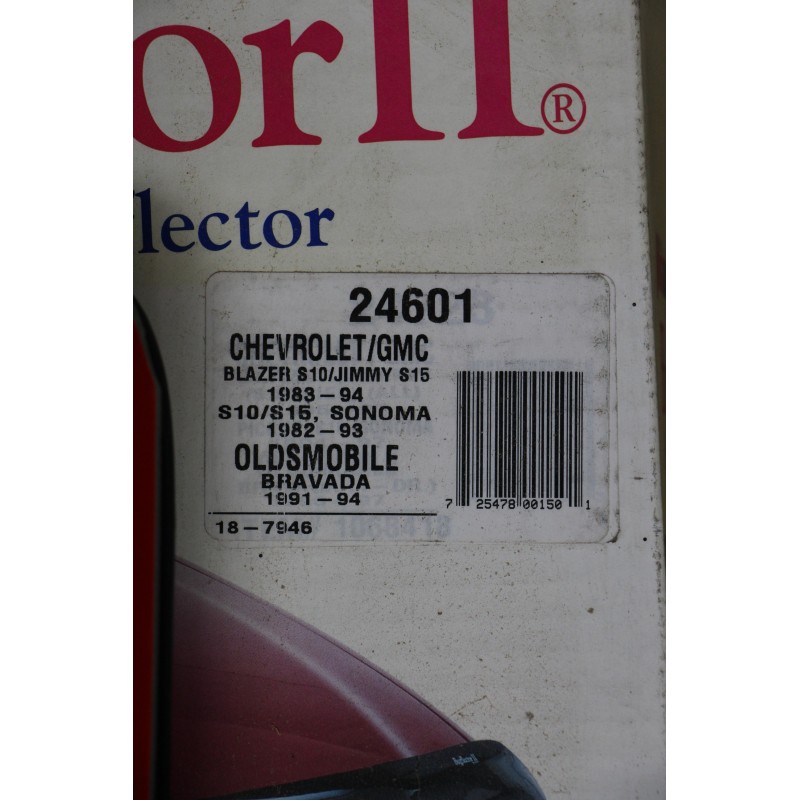 orII®
flector
24601
CHEVROLET/GMC
BLAZER S10/JIMMY S15
1983-94
S10/S15, SONOMA
1982-93
OLDSMOBILE
BRAVADA
1991-94
18-7946
7 25478 00150 1